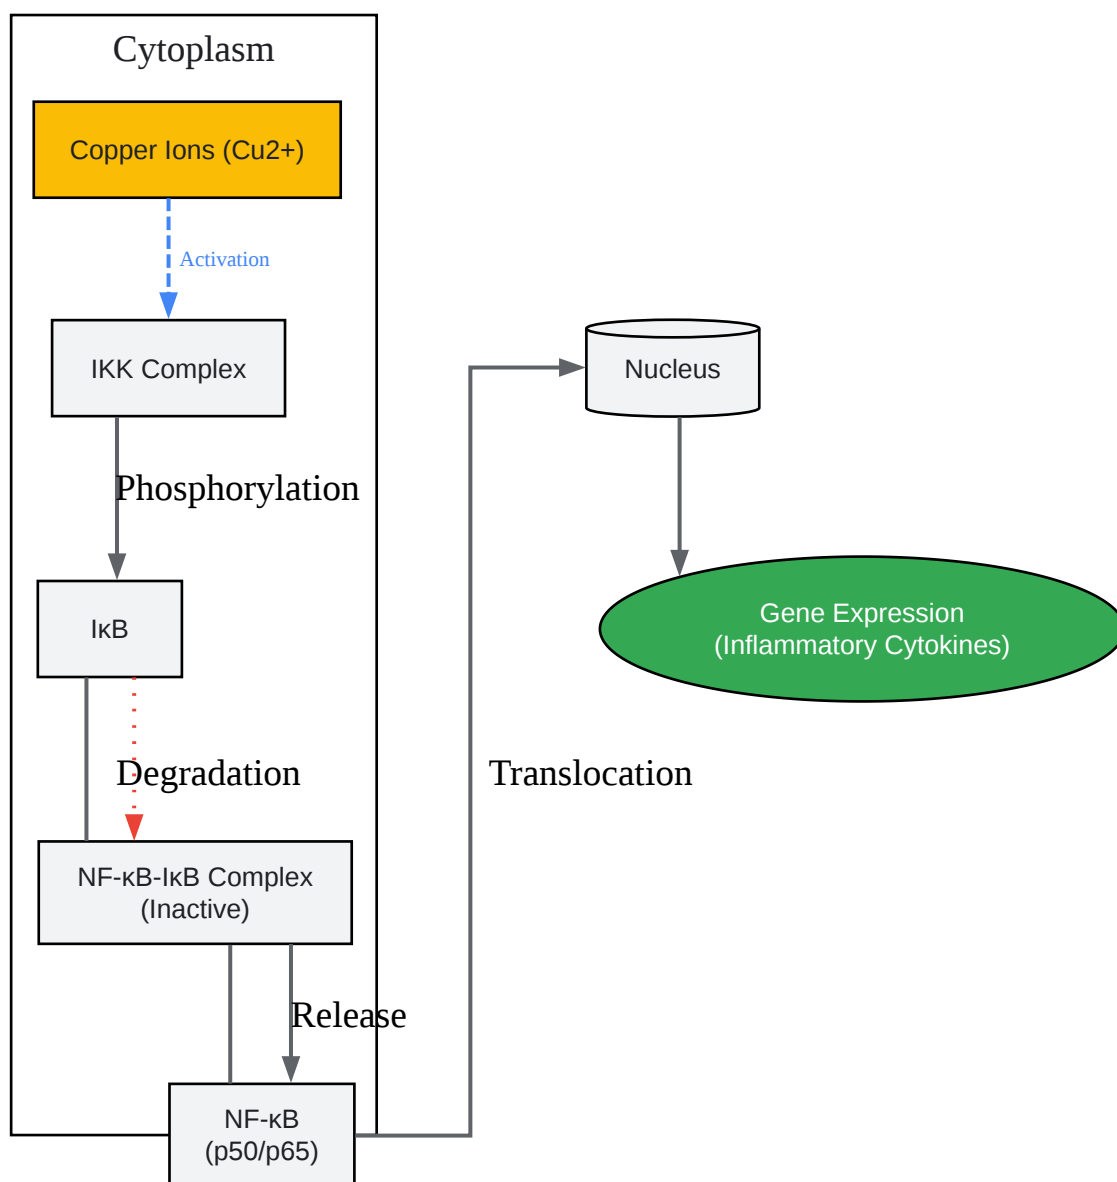 Cytoplasm
Copper Ions (Cu2+)
Activation
IKK Complex
Nucleus
Phosphorylation
IκB
Gene Expression
(Inflammatory Cytokines)
Degradation
Translocation
NF-κB-IκB Complex
(Inactive)
Release
NF-κB
(p50/p65)